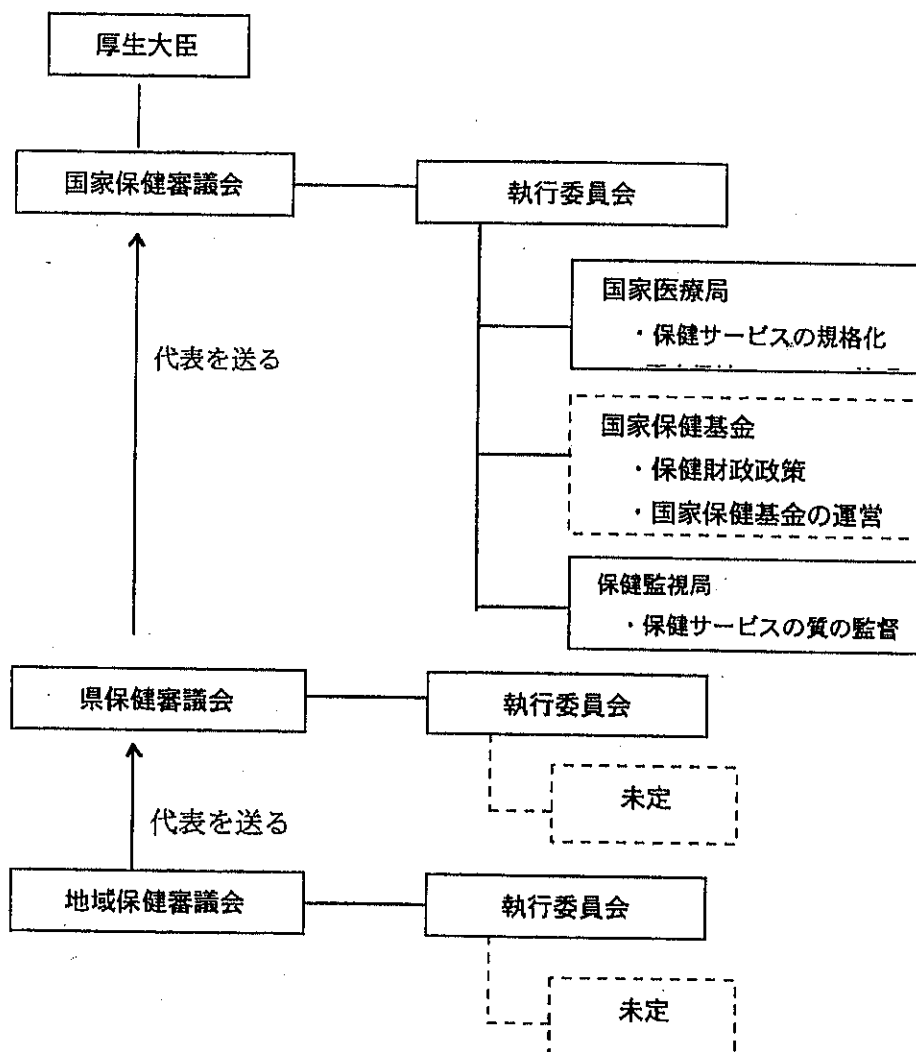 厚生大臣
国家保健審議会
執行委員会
国家医療局
・保健サービスの規格化
代表を送る
国家保健基金
・保健財政政策
・国家保健基金の運営
保健監視局
・保健サービスの質の監督
県保健審議会
執行委員会
未定
代表を送る
地域保健審議会
執行委員会
未定